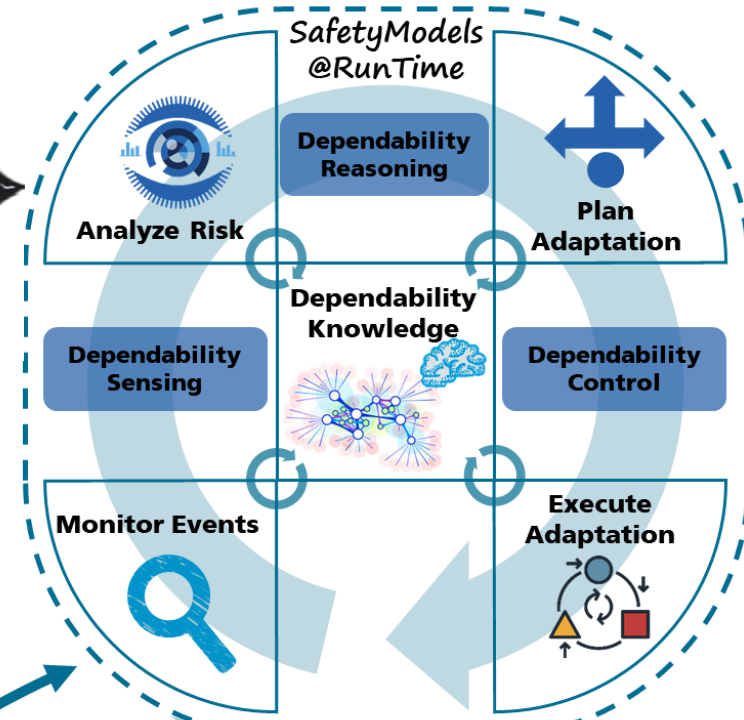 SafetyModels
@RunTime
Dependability
Reasoning
Analyze Risk
Plan
Adaptation
Dependability
Knowledge
Dependability
Sensing
Dependability
Control
Monitor Events
Execute
Adaptation